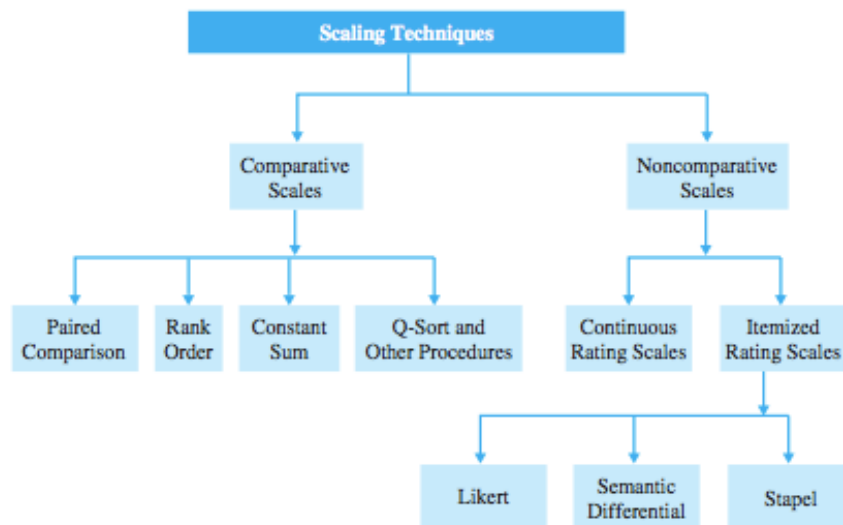 Scaling Techniques
Comparative
Scales
Noncomparative
Scales
Paired
Comparison
Rank
Order
Constant
Sum
Q-Sort and
Other Procedures
Continuous
Rating Scales
Itemized
Rating Scales
Likert
Semantic
Differential
Stapel